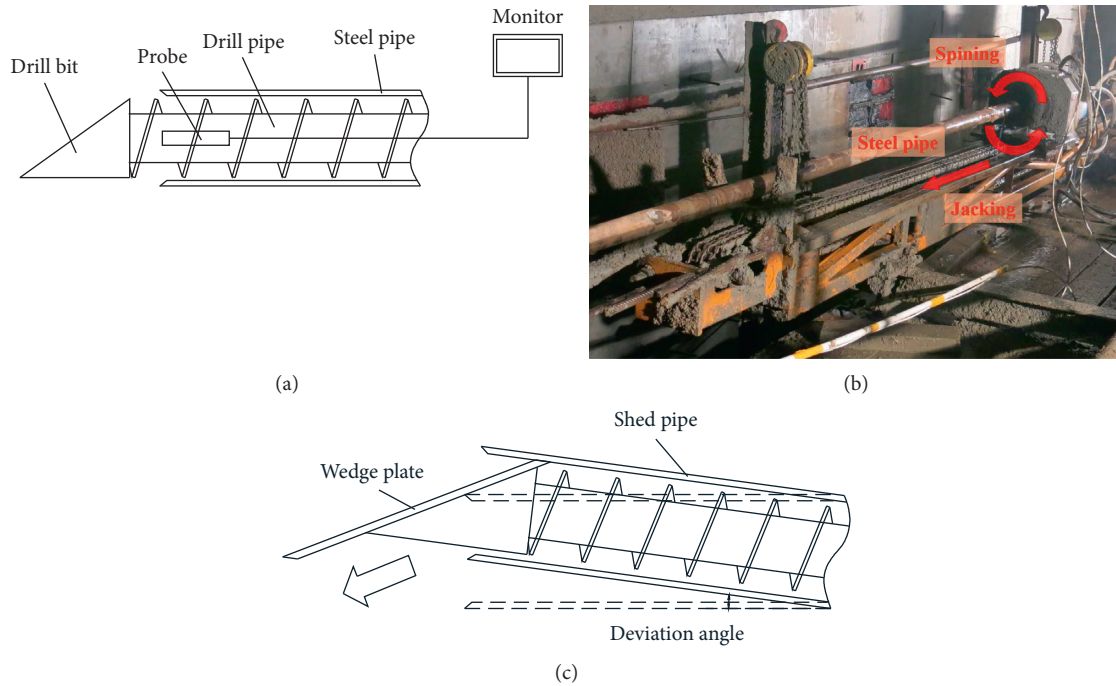 Monitor
Steel pipe
Drill pipe
Probe
Drill bit
(a)
Spining
Steel pipe
Jacking
(b)
Shed pipe
Wedge plate
Deviation angle
(c)